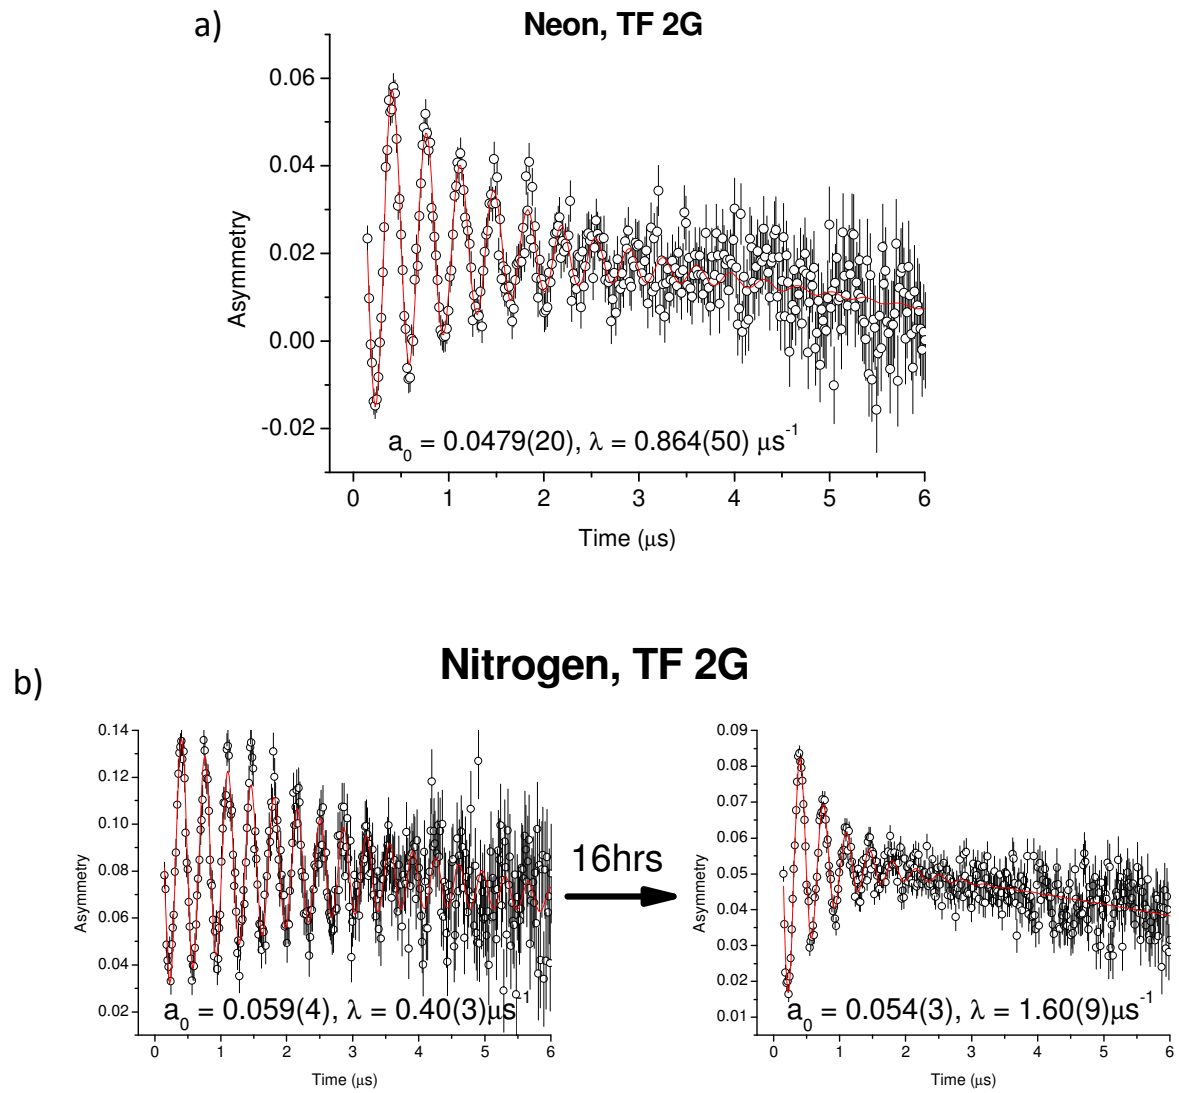 a)
Neon, TF 2G
0.06
0.04
0.02
0.00
-0.02
Asymmetry
a₀ = 0.0479(20), λ = 0.864(50) μs⁻¹
0 1 2 3 4 5 6
Time (μs)
b)
Nitrogen, TF 2G
0.14
0.12
0.10
0.08
0.06
0.04
0.02
Asymmetry
a₀ = 0.059(4), λ = 0.40(3)μs⁻¹
0 1 2 3 4 5 6
Time (μs)
16hrs
0.09
0.08
0.07
0.06
0.05
0.04
0.03
0.02
0.01
Asymmetry
a₀ = 0.054(3), λ = 1.60(9)μs⁻¹
0 1 2 3 4 5 6
Time (μs)